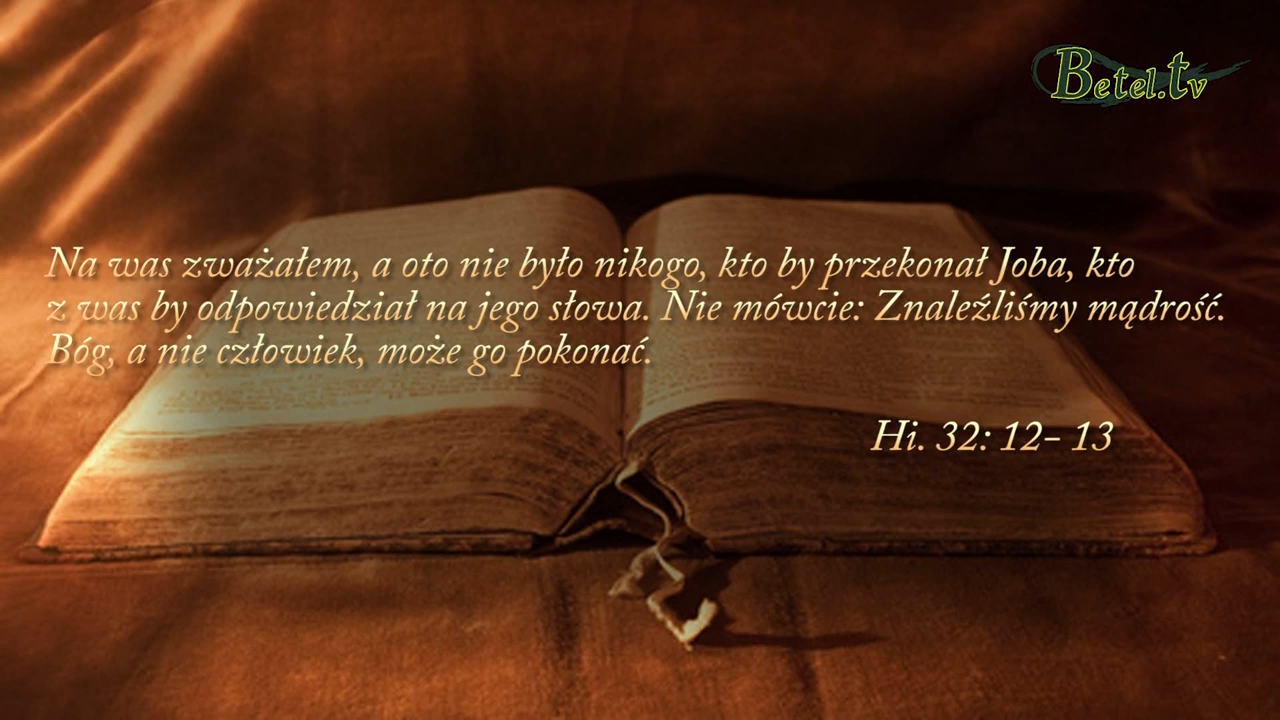 Betel.tv
Na was zważałem, a oto nie było nikogo, kto by przekonał Joba, kto
z was by odpowiedział na jego słowa. Nie mówcie: Znaleźliśmy mądrość.
Bóg, a nie człowiek, może go pokonać.
Hi. 32: 12- 13